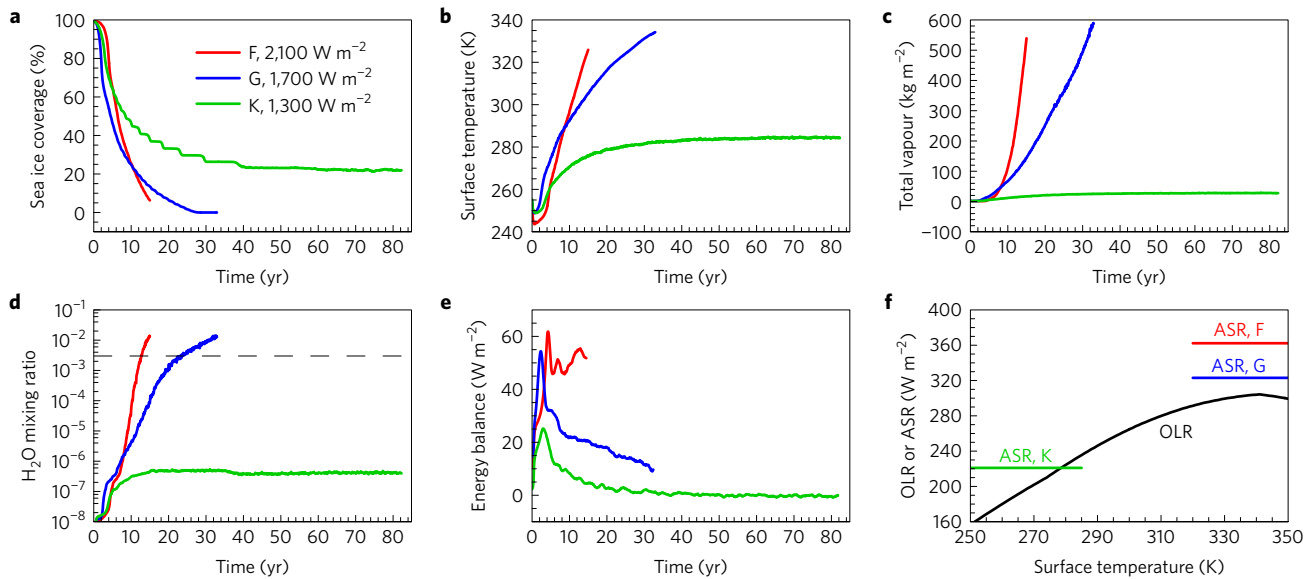 a
Sea ice coverage (%)
100
80
60
40
20
0
0 10 20 30 40 50 60 70 80
Time (yr)
F, 2,100 W m⁻²
G, 1,700 W m⁻²
K, 1,300 W m⁻²
b
Surface temperature (K)
340
320
300
280
260
240
0 10 20 30 40 50 60 70 80
Time (yr)
c
Total vapour (kg m⁻²)
600
500
400
300
200
100
0
−100
0 10 20 30 40 50 60 70 80
Time (yr)
d
H₂O mixing ratio
10⁻¹
10⁻²
10⁻³
10⁻⁴
10⁻⁵
10⁻⁶
10⁻⁷
10⁻⁸
0 10 20 30 40 50 60 70 80
Time (yr)
e
Energy balance (W m⁻²)
60
40
20
0
0 10 20 30 40 50 60 70 80
Time (yr)
f
OLR or ASR (W m⁻²)
400
360
320
280
240
200
160
250 270 290 310 330 350
Surface temperature (K)
ASR, F
ASR, G
OLR
ASR, K